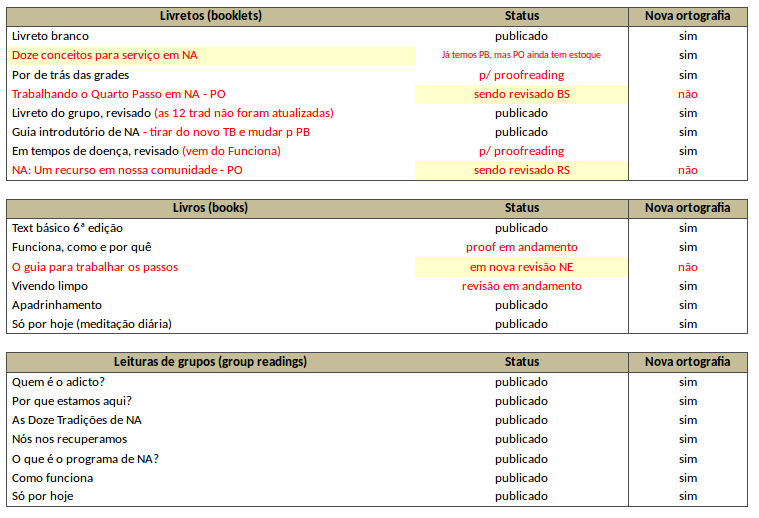 Livretos (booklets) Status Nova ortografia
Livreto branco publicado sim
Doze conceitos para serviço em NA Já temos PB, mas PO ainda tem estoque sim
Por de trás das grades p/ proofreading sim
Trabalhando o Quarto Passo em NA - PO sendo revisado BS não
Livreto do grupo, revisado (as 12 trad não foram atualizadas) publicado sim
Guia introdutório de NA - tirar do novo TB e mudar p PB publicado sim
Em tempos de doença, revisado (vem do Funciona) p/ proofreading sim
NA: Um recurso em nossa comunidade - PO sendo revisado RS não
Livros (books) Status Nova ortografia
Text básico 6ª edição publicado sim
Funciona, como e por quê proof em andamento sim
O guia para trabalhar os passos em nova revisão NE não
Vivendo limpo revisão em andamento sim
Apadrinhamento publicado sim
Só por hoje (meditação diária) publicado sim
Leituras de grupos (group readings) Status Nova ortografia
Quem é o adicto? publicado sim
Por que estamos aqui? publicado sim
As Doze Tradições de NA publicado sim
Nós nos recuperamos publicado sim
O que é o programa de NA? publicado sim
Como funciona publicado sim
Só por hoje publicado sim